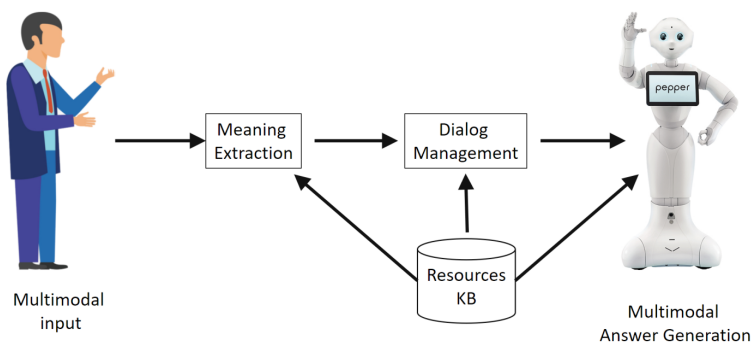 pepper
Meaning
Extraction
Dialog
Management
Resources
KB
Multimodal
input
Multimodal
Answer Generation